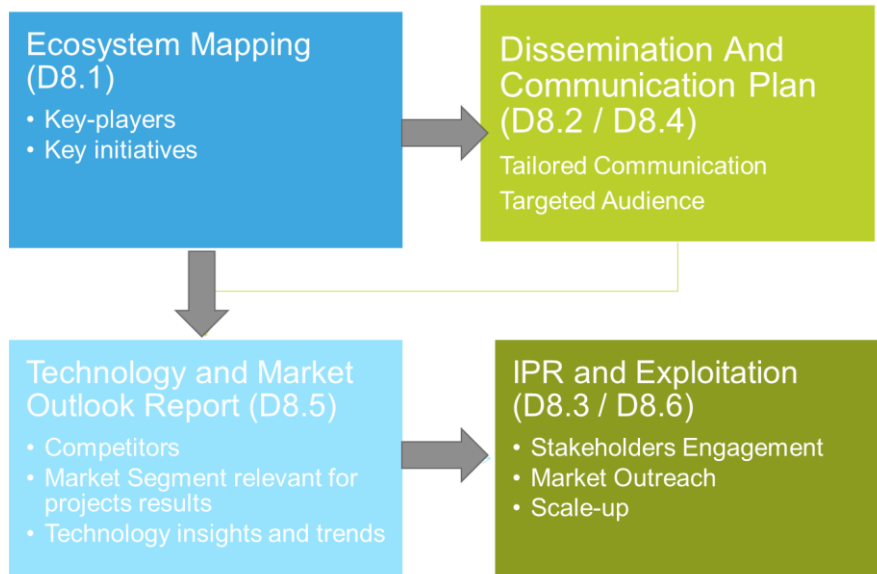 Ecosystem Mapping
(D8.1)
• Key-players
• Key initiatives
Dissemination And
Communication Plan
(D8.2 / D8.4)
Tailored Communication
Targeted Audience
Technology and Market
Outlook Report (D8.5)
• Competitors
• Market Segment relevant for
projects results
• Technology insights and trends
IPR and Exploitation
(D8.3 / D8.6)
• Stakeholders Engagement
• Market Outreach
• Scale-up